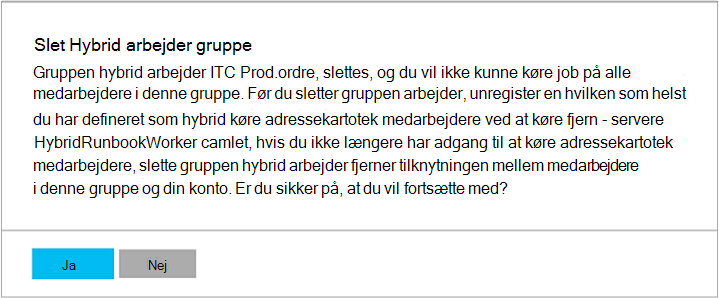 Slet Hybrid arbejder gruppe
Gruppen hybrid arbejder ITC Prod.ordre, slettes, og du vil ikke kunne køre job på alle
medarbejdere i denne gruppe. Før du sletter gruppen arbejder, unregister en hvilken som helst
du har defineret som hybrid køre adressekartotek medarbejdere ved at køre fjern - servere
HybridRunbookWorker camlet, hvis du ikke længere har adgang til at køre adressekartotek
medarbejdere, slette gruppen hybrid arbejder fjerner tilknytningen mellem medarbejdere
i denne gruppe og din konto. Er du sikker på, at du vil fortsætte med?
Ja Nej